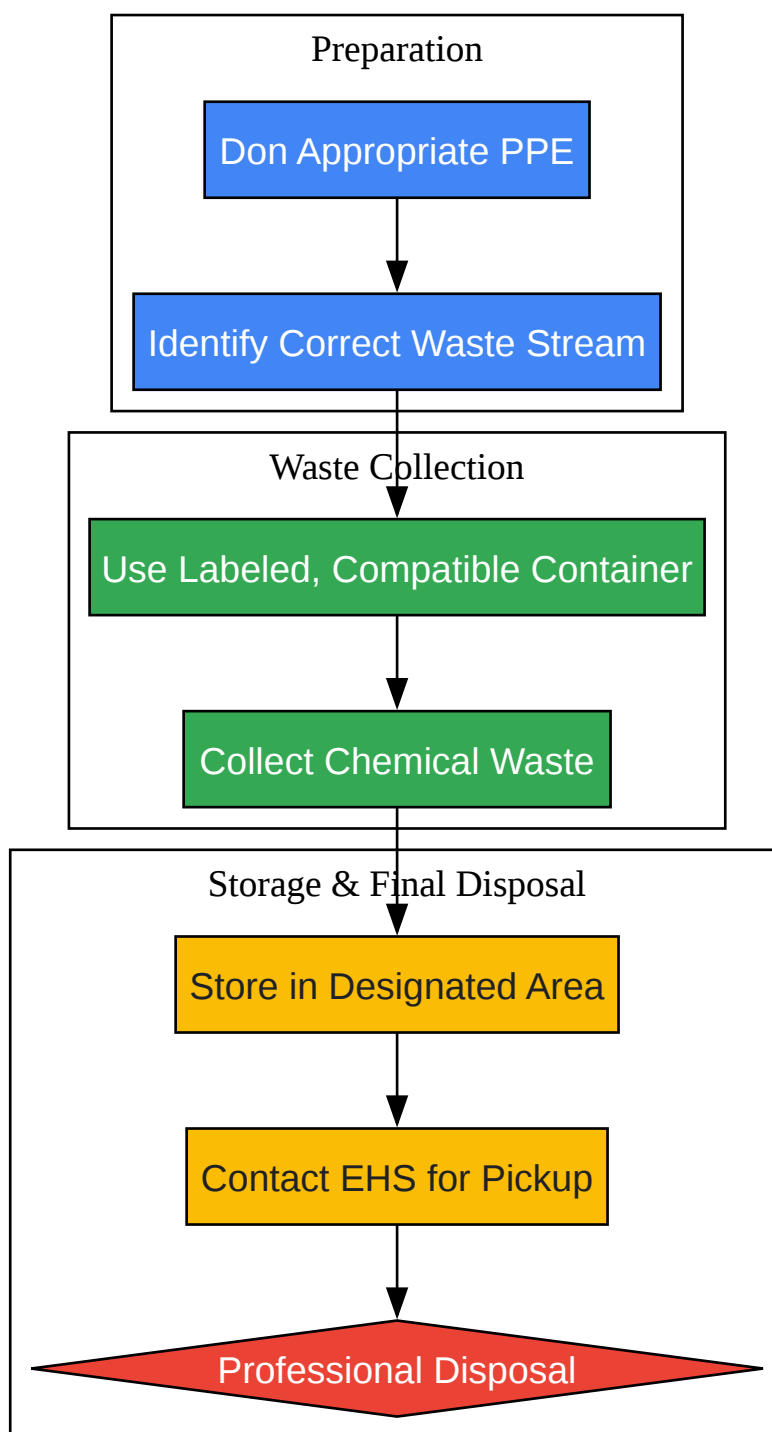 Preparation
Don Appropriate PPE
Identify Correct Waste Stream
Waste Collection
Use Labeled, Compatible Container
Collect Chemical Waste
Storage & Final Disposal
Store in Designated Area
Contact EHS for Pickup
Professional Disposal